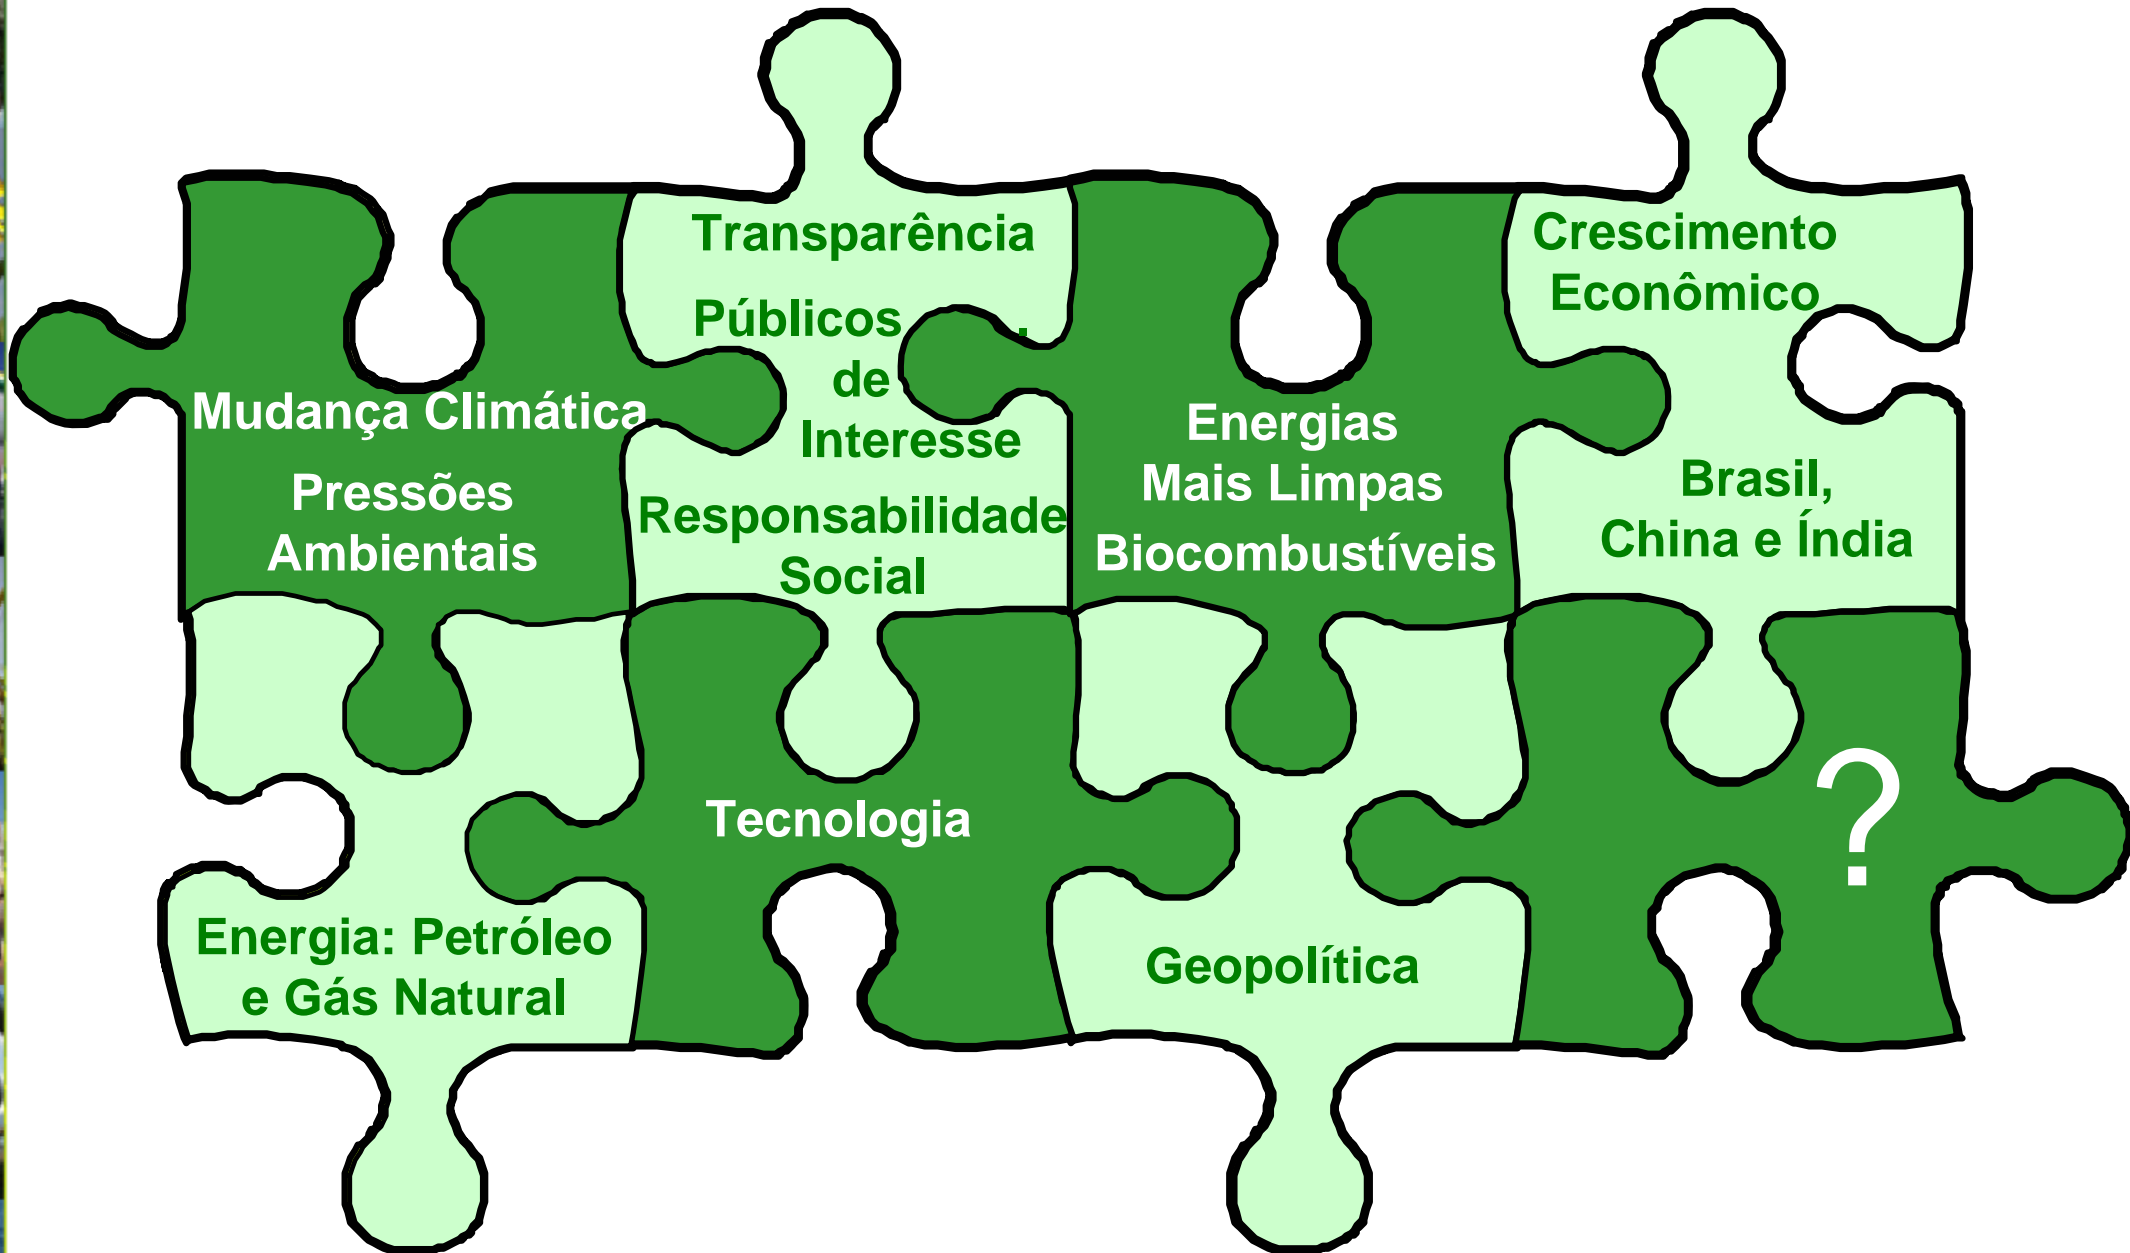 Mudança Climática
Pressões
Ambientais
Transparência
Públicos
de
Interesse
Responsabilidade
Social
Energias
Mais Limpas
Biocombustíveis
Crescimento
Econômico
Brasil,
China e Índia
Energia: Petróleo
e Gás Natural
Tecnologia
Geopolítica
?